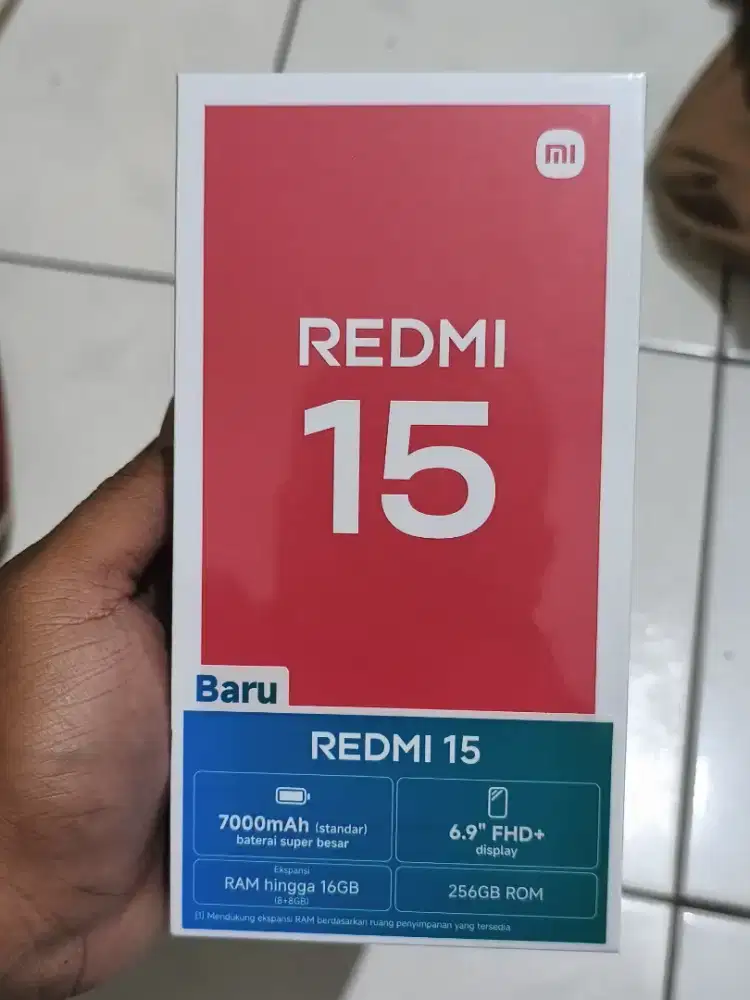 mi
REDMI
15
Baru
REDMI 15
7000mAh (standar)
baterai super besar
6.9" FHD+
display
Ekspansi
RAM hingga 16GB
(8+8GB)
256GB ROM
[1] Mendukung ekspansi RAM berdasarkan ruang penyimpanan yang tersedia